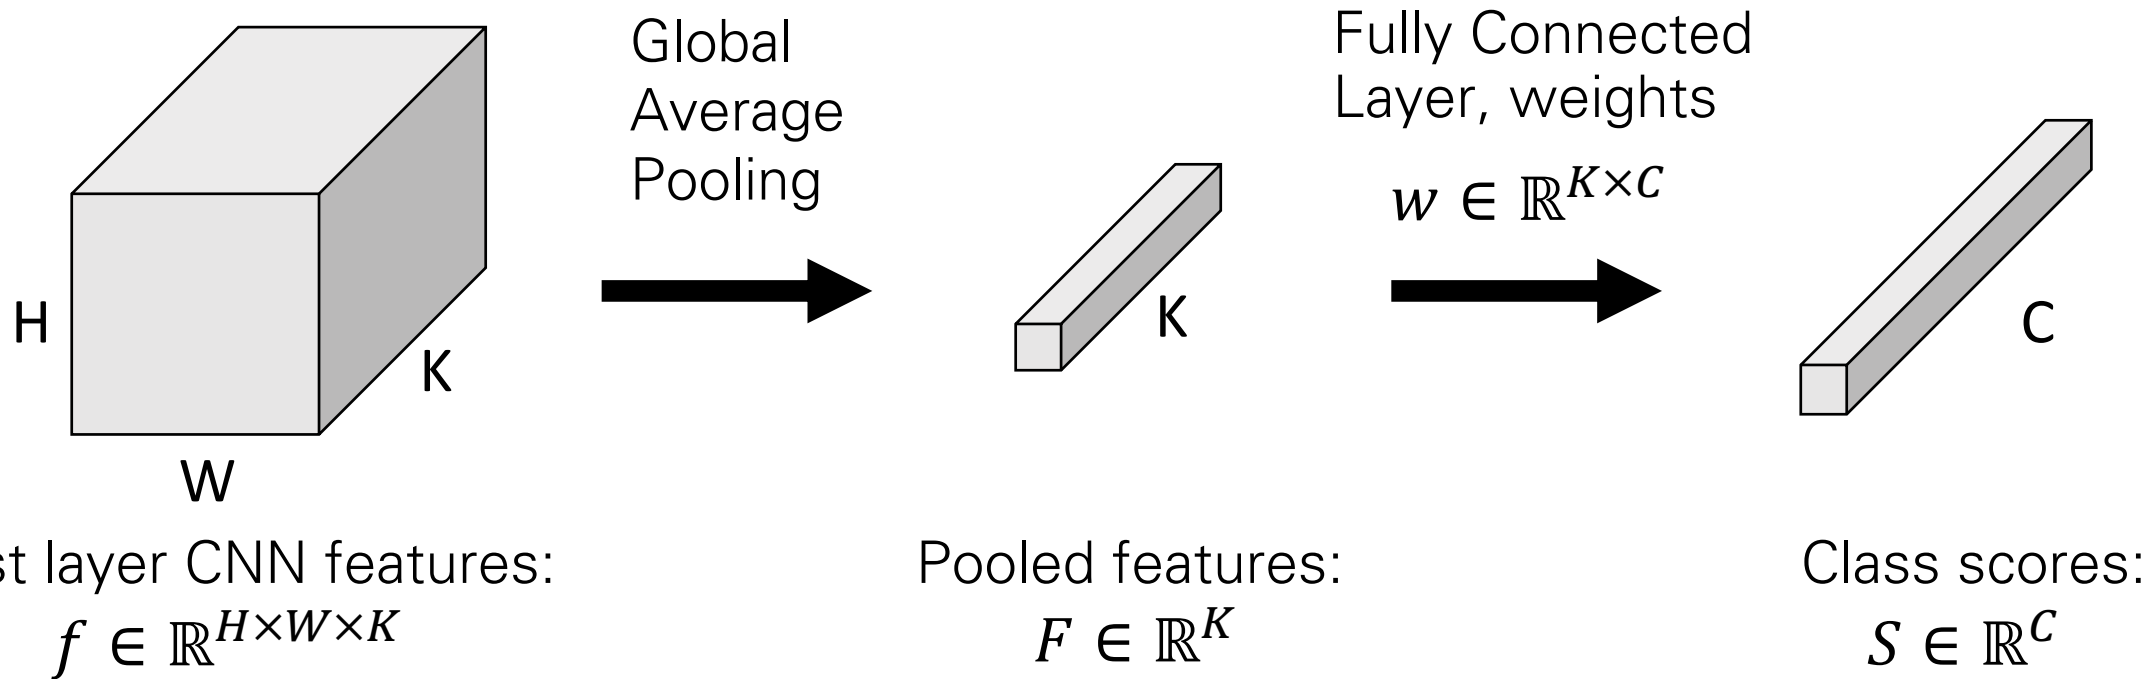 Global
Average
Pooling
Fully Connected
Layer, weights
w ∈ ℝ^{K×C}
H
W
K
K
C
st layer CNN features:
f ∈ ℝ^{H×W×K}
Pooled features:
F ∈ ℝ^K
Class scores:
S ∈ ℝ^C